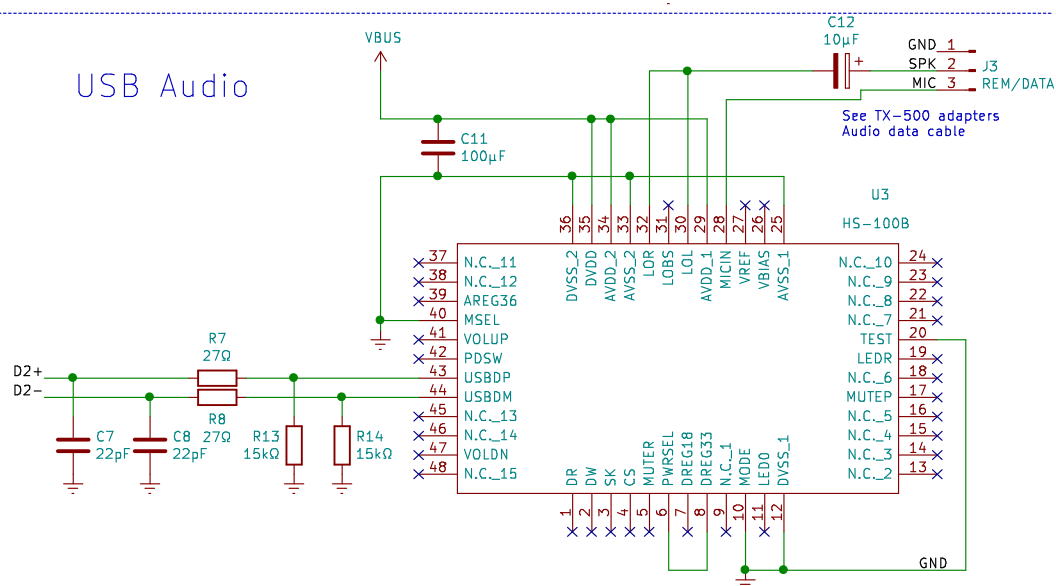 USB Audio
VBUS
C12
10µF
GND 1
SPK 2
MIC 3
J3
REM/DATA
See TX-500 adapters
Audio data cable
C11
100µF
U3
HS-100B
36 35 34 33 32 31 30 29 28 27 26 25
DVSS_2
DVDD
AVDD_2
AVSS_2
LOR
LOBS
LOL
AVDD_1
MICIN
VREF
VBIAS
AVSS_1
37 N.C._11
38 N.C._12
39 AREG36
40 MSEL
41 VOLUP
42 PDSW
43 USBDP
44 USBDM
45 N.C._13
46 N.C._14
47 VOLDN
48 N.C._15
N.C._10 24
N.C._9 23
N.C._8 22
N.C._7 21
TEST 20
LEDR 19
N.C._6 18
MUTEP 17
N.C._5 16
N.C._4 15
N.C._3 14
N.C._2 13
R7
27Ω
D2+
D2-
R8
27Ω
C7
22pF
C8
22pF
R13
15kΩ
R14
15kΩ
DR
DW
SK
CS
MUTER
PWRSEL
DREG18
DREG33
N.C._1
MODE
LEDO
DVSS_1
1 2 3 4 5 6 7 8 9 10 11 12
GND